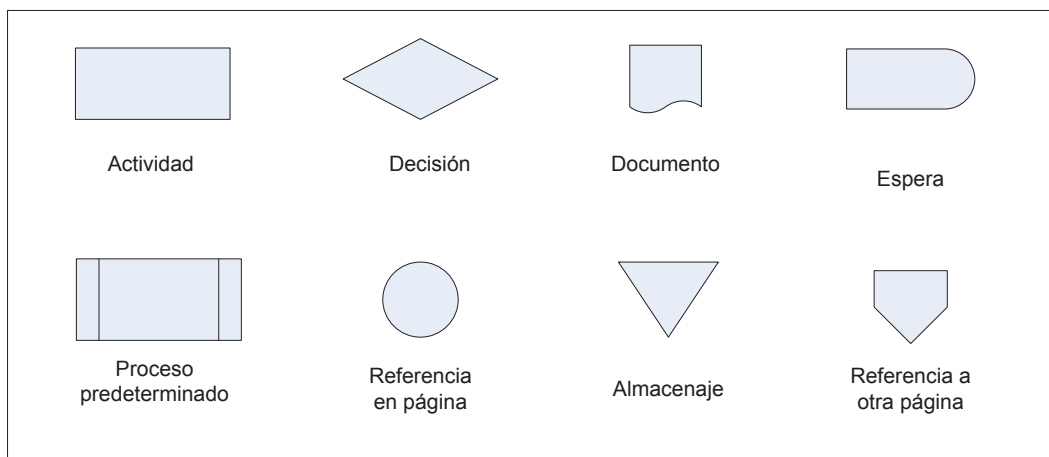 Actividad
Decisión
Documento
Espera
Proceso
predeterminado
Referencia
en página
Almacenaje
Referencia a
otra página